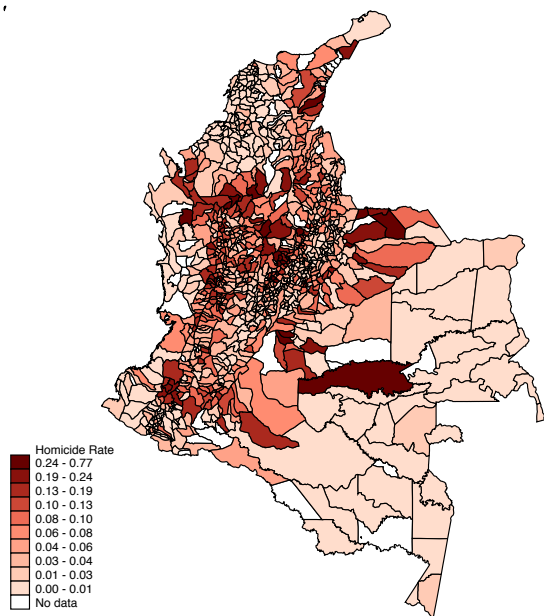 Homicide Rate
0.24 - 0.77
0.19 - 0.24
0.13 - 0.19
0.10 - 0.13
0.08 - 0.10
0.06 - 0.08
0.04 - 0.06
0.03 - 0.04
0.01 - 0.03
0.00 - 0.01
No data